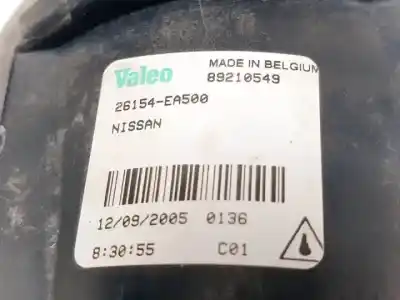 Valeo
MADE IN BELGIUM
89210549
26154-EA500
NISSAN
12/09/2005 0136
8:30:55 C01